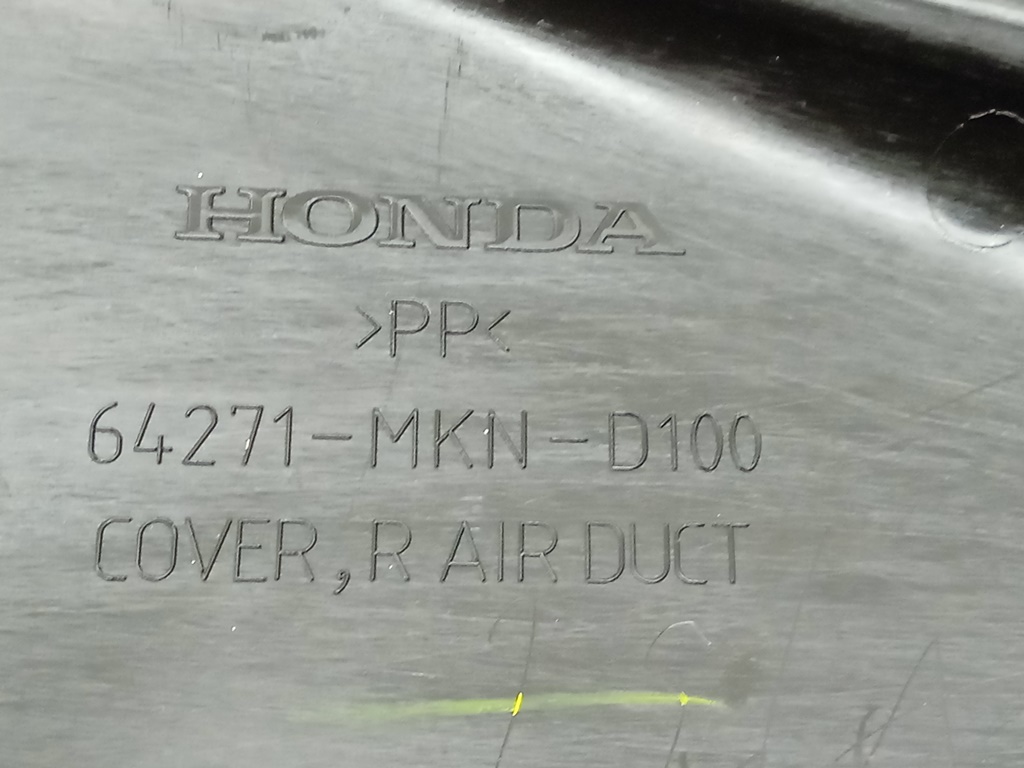 HONDA
>PP<
64271-MKN-D100
COVER, R AIR DUCT